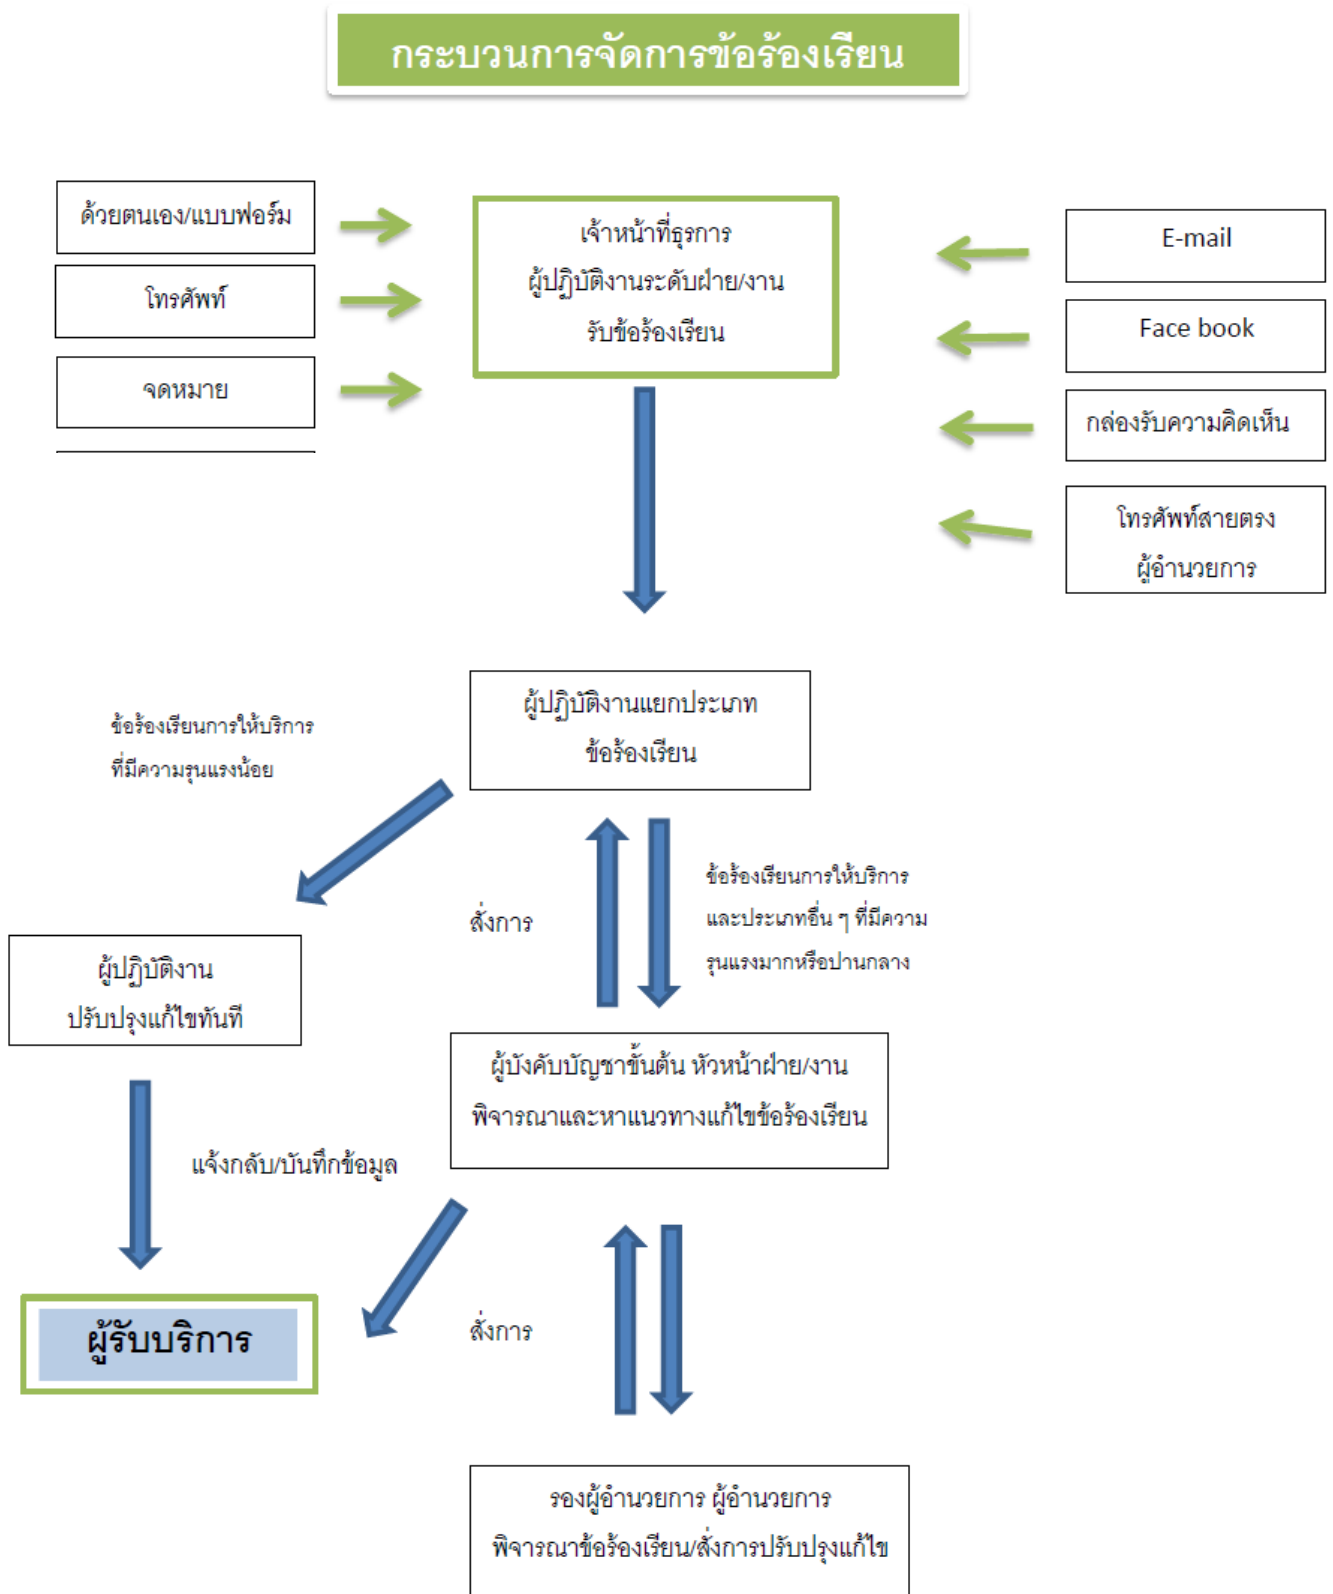 กระบวนการจัดการข้อร้องเรียน
ด้วยตนเอง/แบบฟอร์ม
โทรศัพท์
จดหมาย
เจ้าหน้าที่ธุรการ
ผู้ปฏิบัติงานระดับฝ่าย/งาน
รับข้อร้องเรียน
E-mail
Face book
กล่องรับความคิดเห็น
โทรศัพท์สายตรง
ผู้อำนวยการ
ผู้ปฏิบัติงานแยกประเภท
ข้อร้องเรียน
ข้อร้องเรียนการให้บริการ
ที่มีความรุนแรงน้อย
สั่งการ
ข้อร้องเรียนการให้บริการ
และประเภทอื่น ๆ ที่มีความ
รุนแรงมากหรือปานกลาง
ผู้ปฏิบัติงาน
ปรับปรุงแก้ไขทันที
ผู้บังคับบัญชาขั้นต้น หัวหน้าฝ่าย/งาน
พิจารณาและหาแนวทางแก้ไขข้อร้องเรียน
แจ้งกลับ/บันทึกข้อมูล
ผู้รับบริการ
สั่งการ
รองผู้อำนวยการ ผู้อำนวยการ
พิจารณาข้อร้องเรียน/สั่งการปรับปรุงแก้ไข